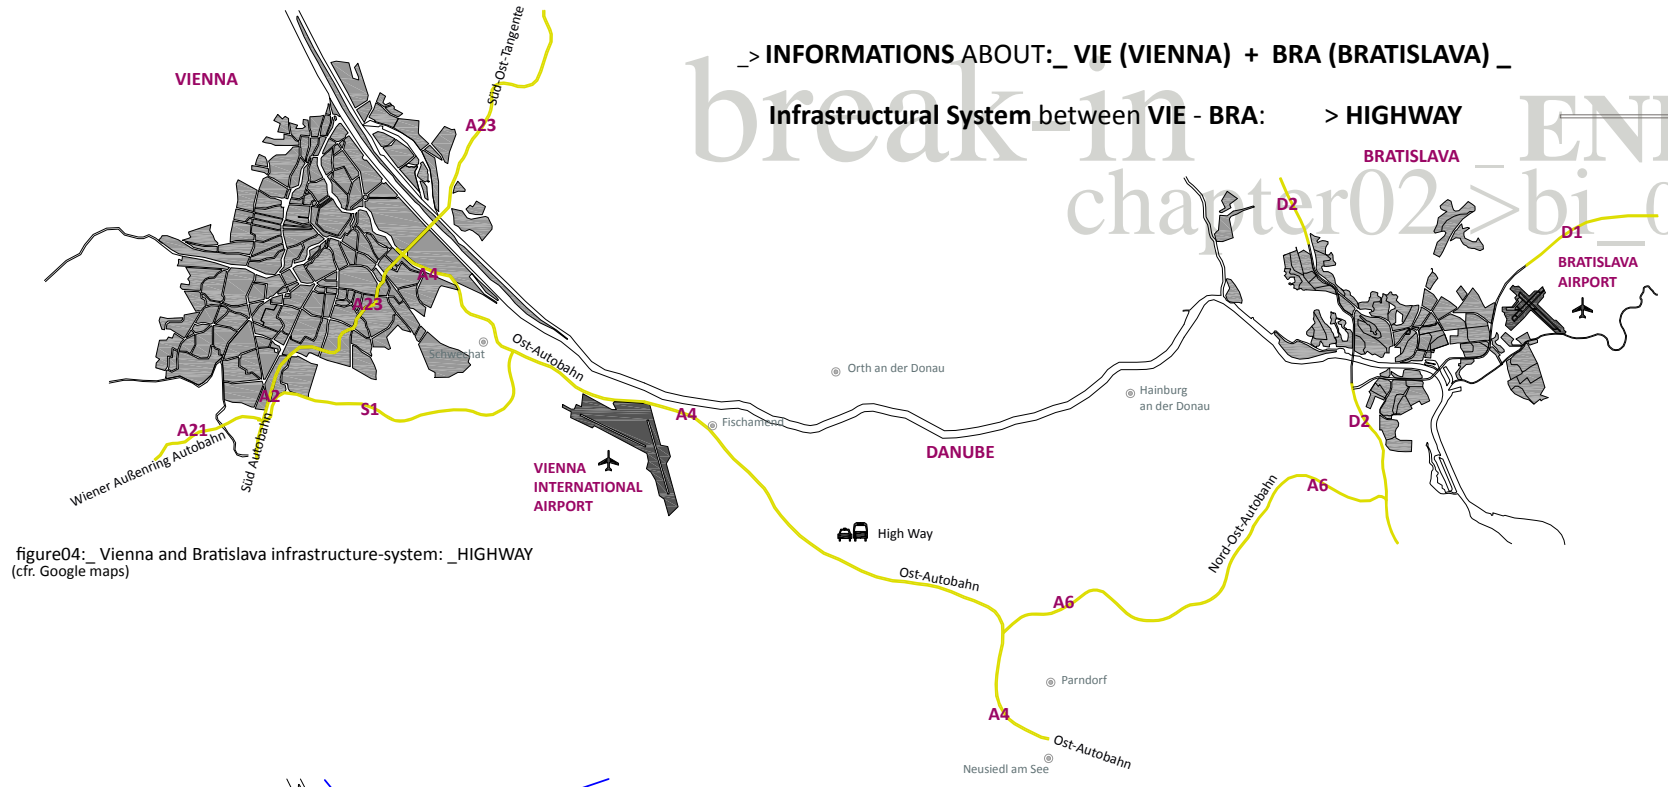 _> INFORMATIONS ABOUT:_ VIE (VIENNA) + BRA (BRATISLAVA) _
break-in
Infrastructural System between VIE - BRA: > HIGHWAY
_ EN
chapter02_>bi_
VIENNA
Süd-Ost-Tangente
A23
BRATISLAVA
D2
D1
BRATISLAVA
AIRPORT
A4
A23
Schwechat
Ost-Autobahn
Orth an der Donau
Hainburg
an der Donau
A2
S1
A4
Fischamend
D2
A21
Wiener Außenring Autobahn
Süd Autobahn
DANUBE
VIENNA
INTERNATIONAL
AIRPORT
A6
Nord-Ost-Autobahn
High Way
figure04:_ Vienna and Bratislava infrastructure-system: _HIGHWAY
(cfr. Google maps)
Ost-Autobahn
A6
Parndorf
A4
Ost-Autobahn
Neusiedl am See